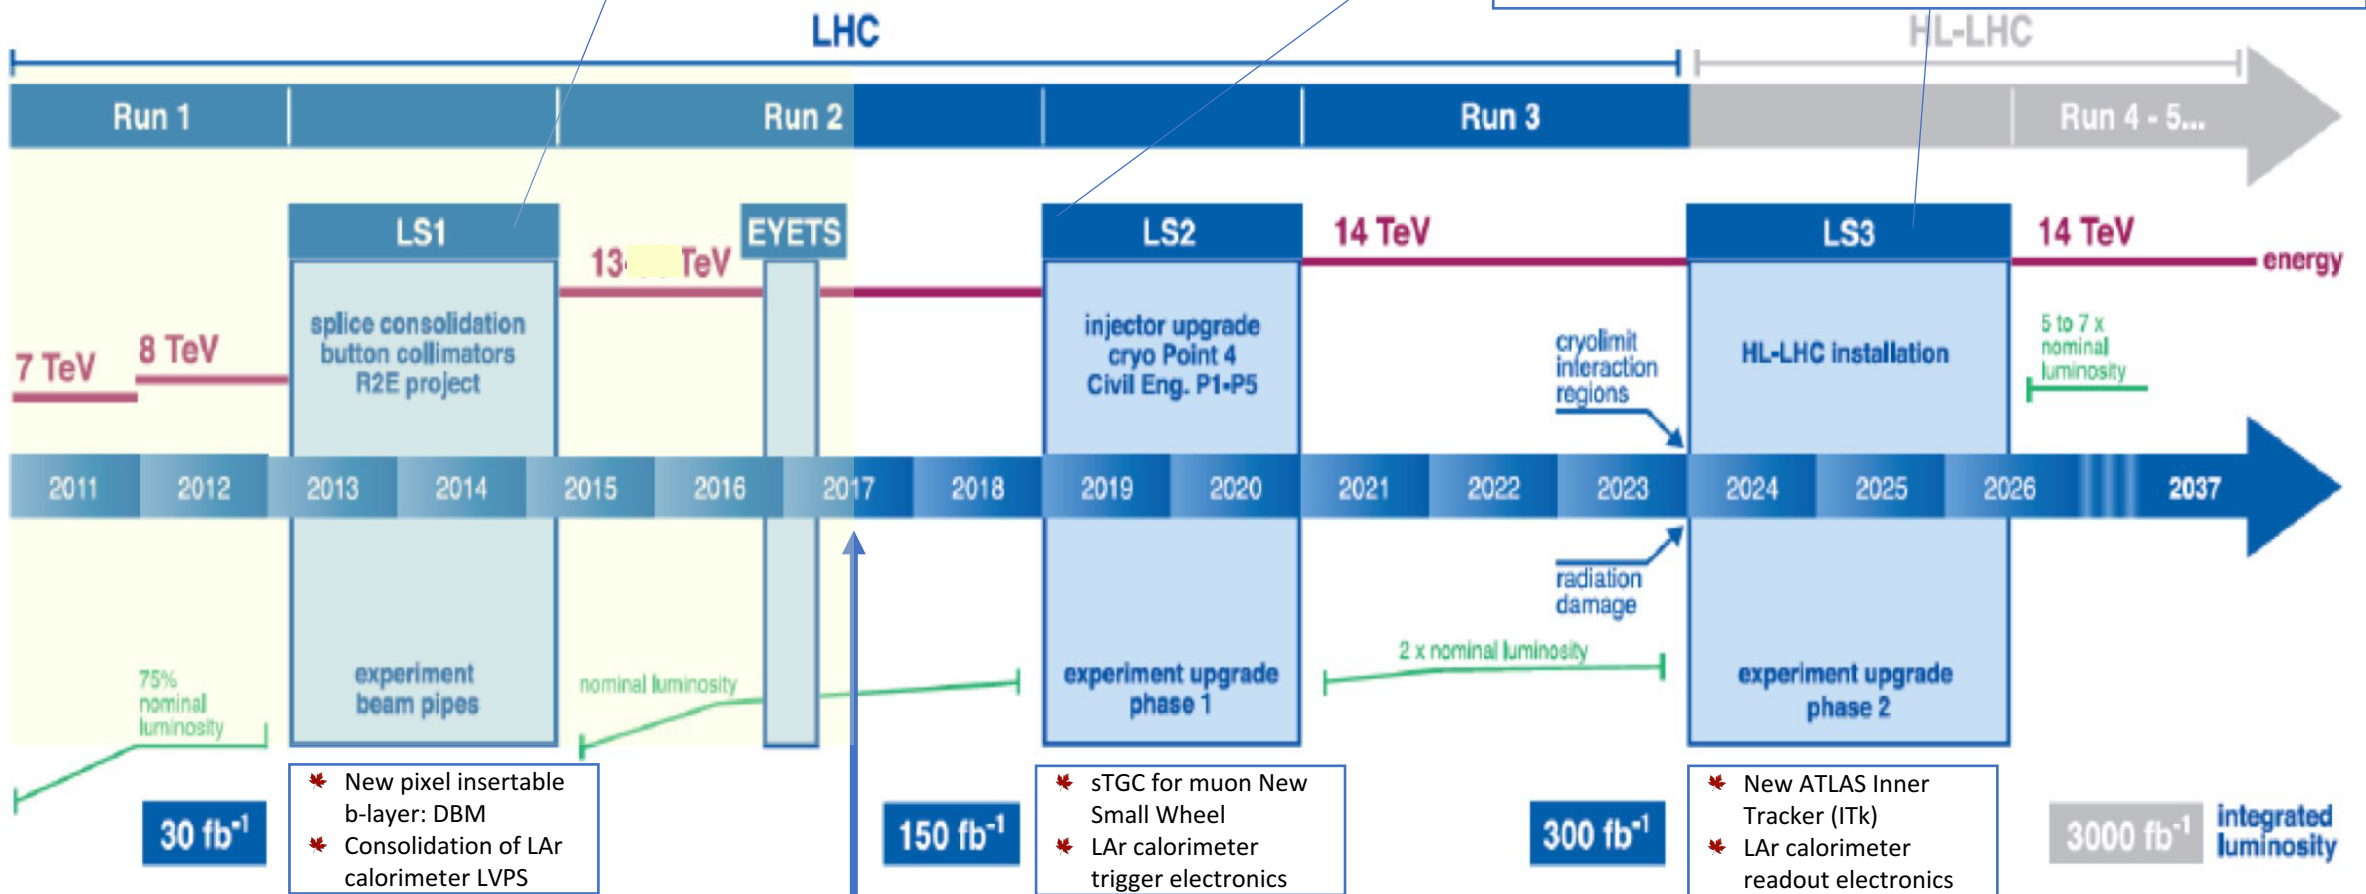 LHC
HL-LHC
Run 1
Run 2
Run 3
Run 4 - 5...
LS1
EYETS
LS2
14 TeV
LS3
14 TeV
13- TeV
energy
splice consolidation
button collimators
R2E project
injector upgrade
cryo Point 4
Civil Eng. P1-P5
cryolimit
interaction
regions
HL-LHC installation
5 to 7 x
nominal
luminosity
7 TeV
8 TeV
2011
2012
2013
2014
2015
2016
2017
2018
2019
2020
2021
2022
2023
2024
2025
2026
2037
radiation
damage
75%
nominal
luminosity
experiment
beam pipes
nominal luminosity
experiment upgrade
phase 1
2 x nominal luminosity
experiment upgrade
phase 2
30 fb⁻¹
New pixel insertable
b-layer: DBM
Consolidation of LAr
calorimeter LVPS
150 fb⁻¹
sTGC for muon New
Small Wheel
LAr calorimeter
trigger electronics
300 fb⁻¹
New ATLAS Inner
Tracker (ITk)
LAr calorimeter
readout electronics
3000 fb⁻¹
integrated
luminosity